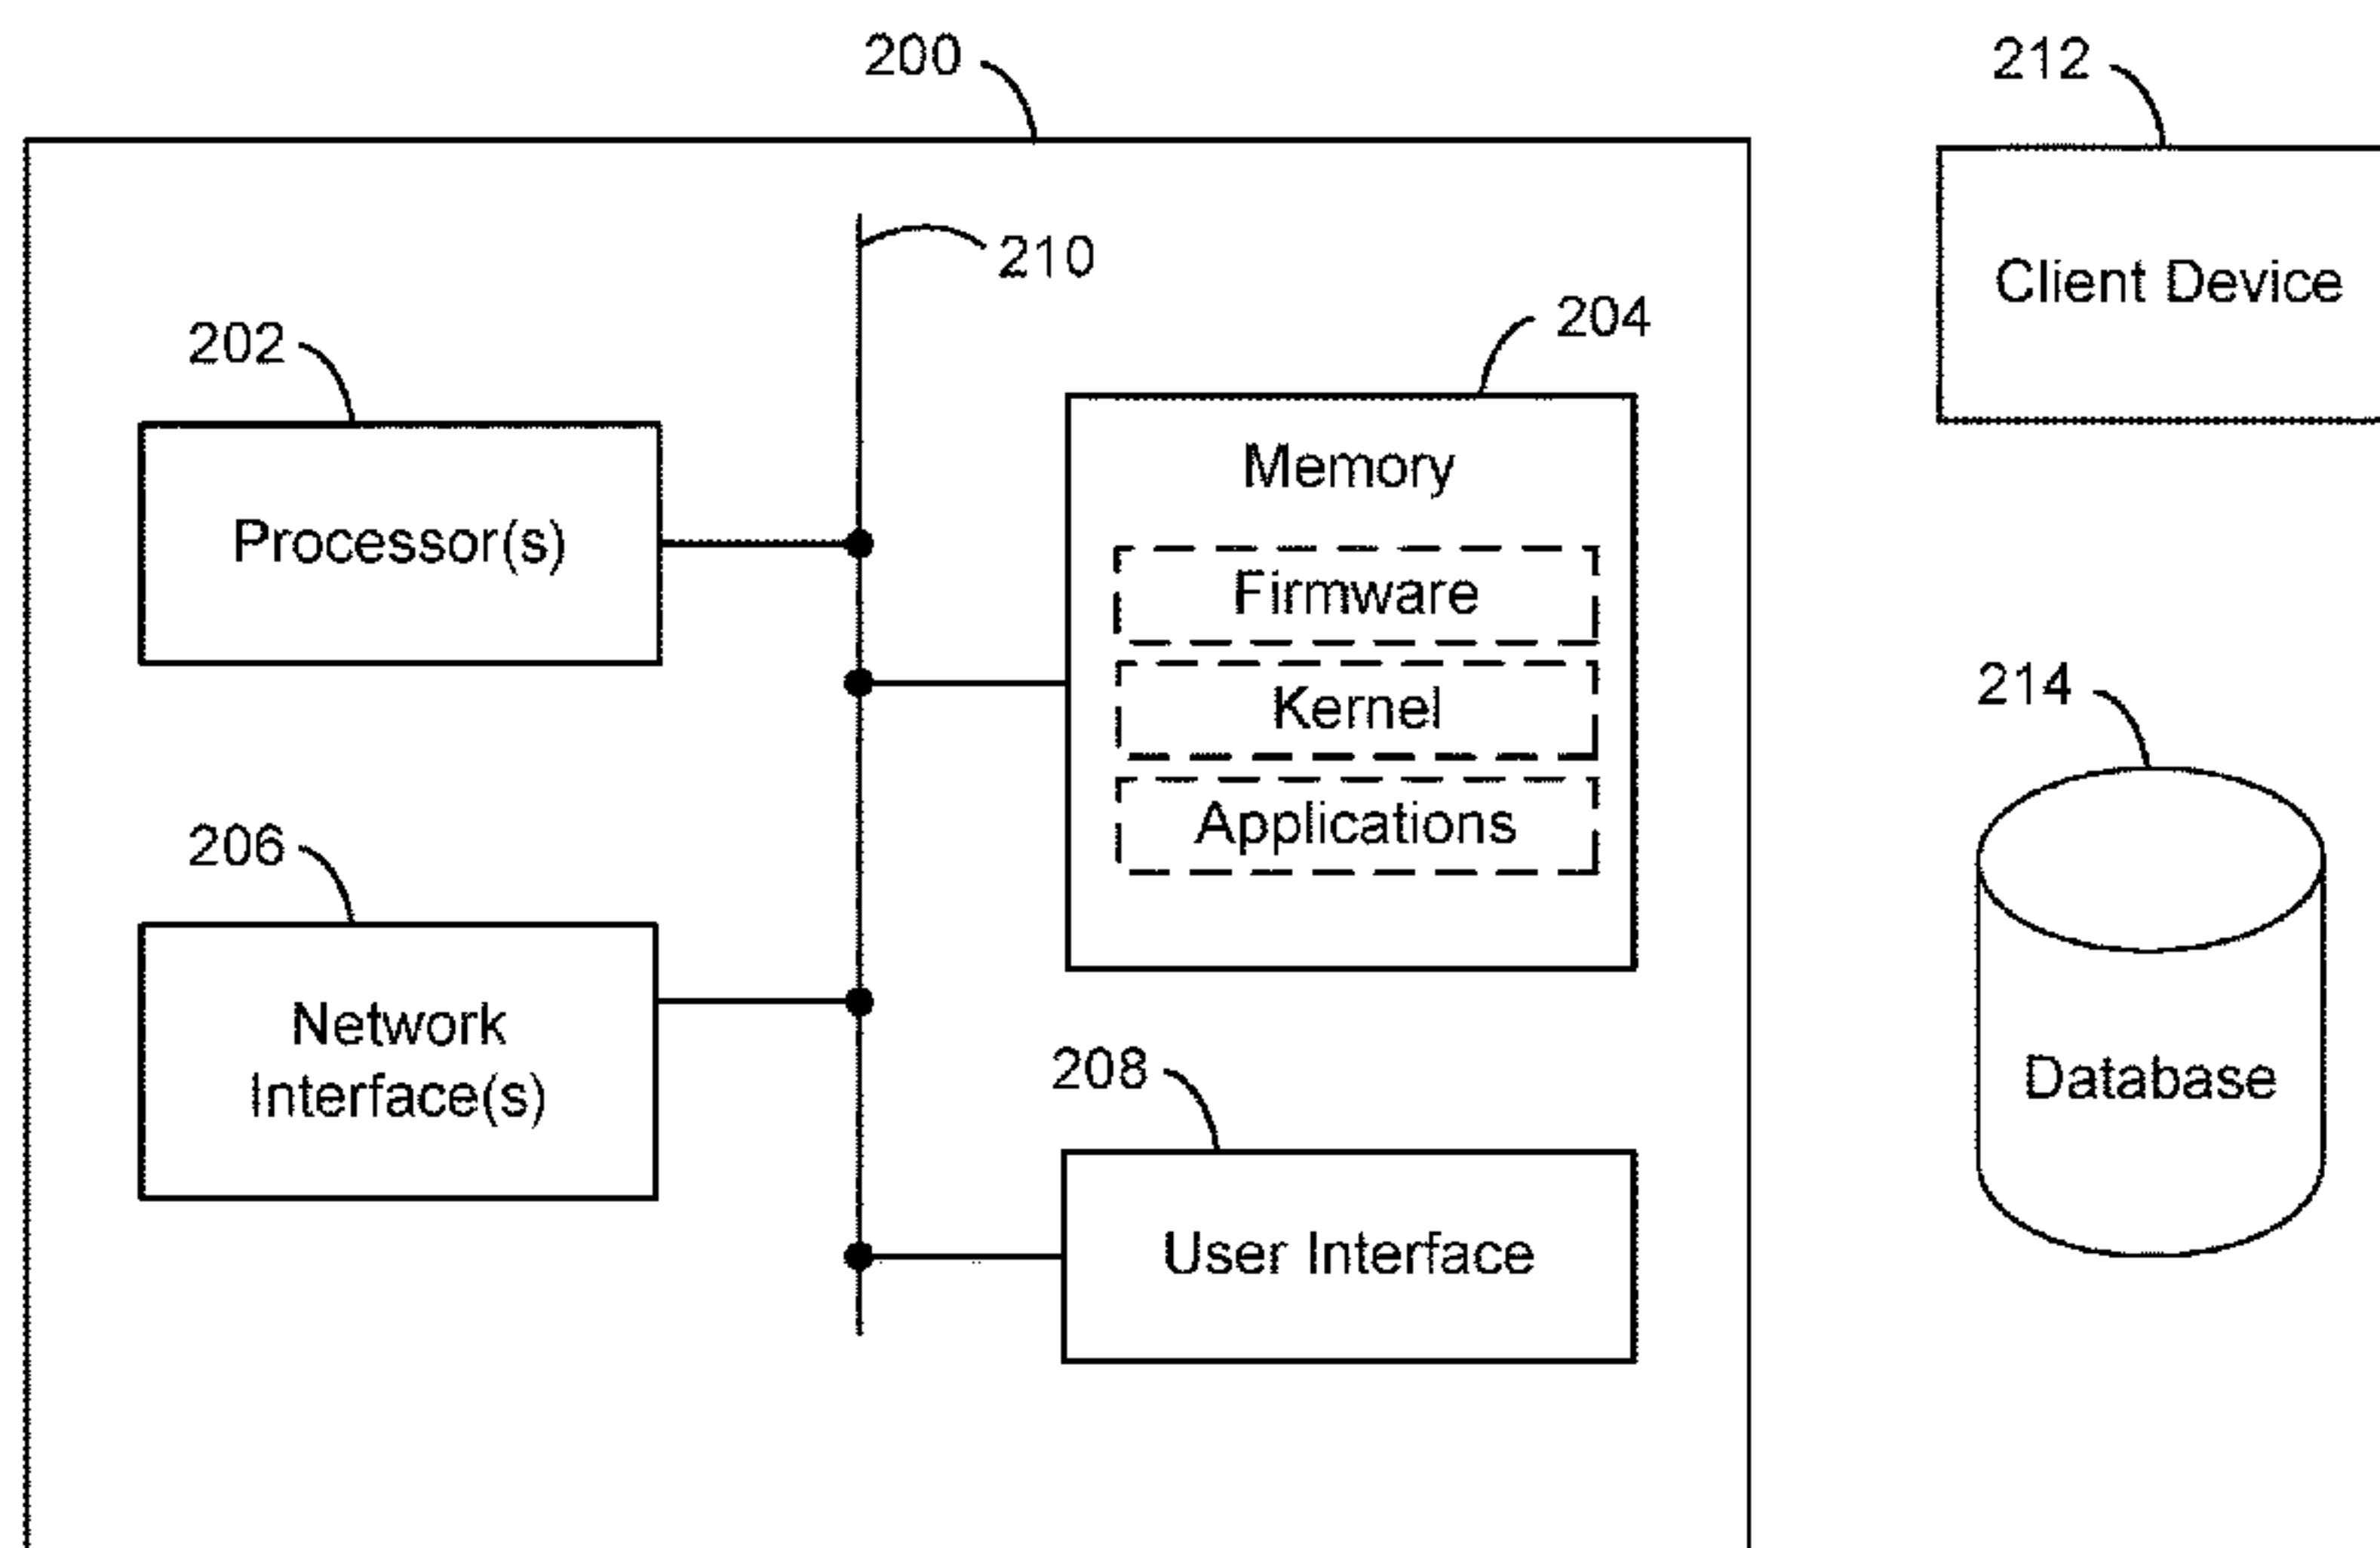 200
212
210
Client Device
204
202
Memory
Processor(s)
Firmware
Kernel
214
Applications
206
Network
Interface(s)
208
Database
User Interface